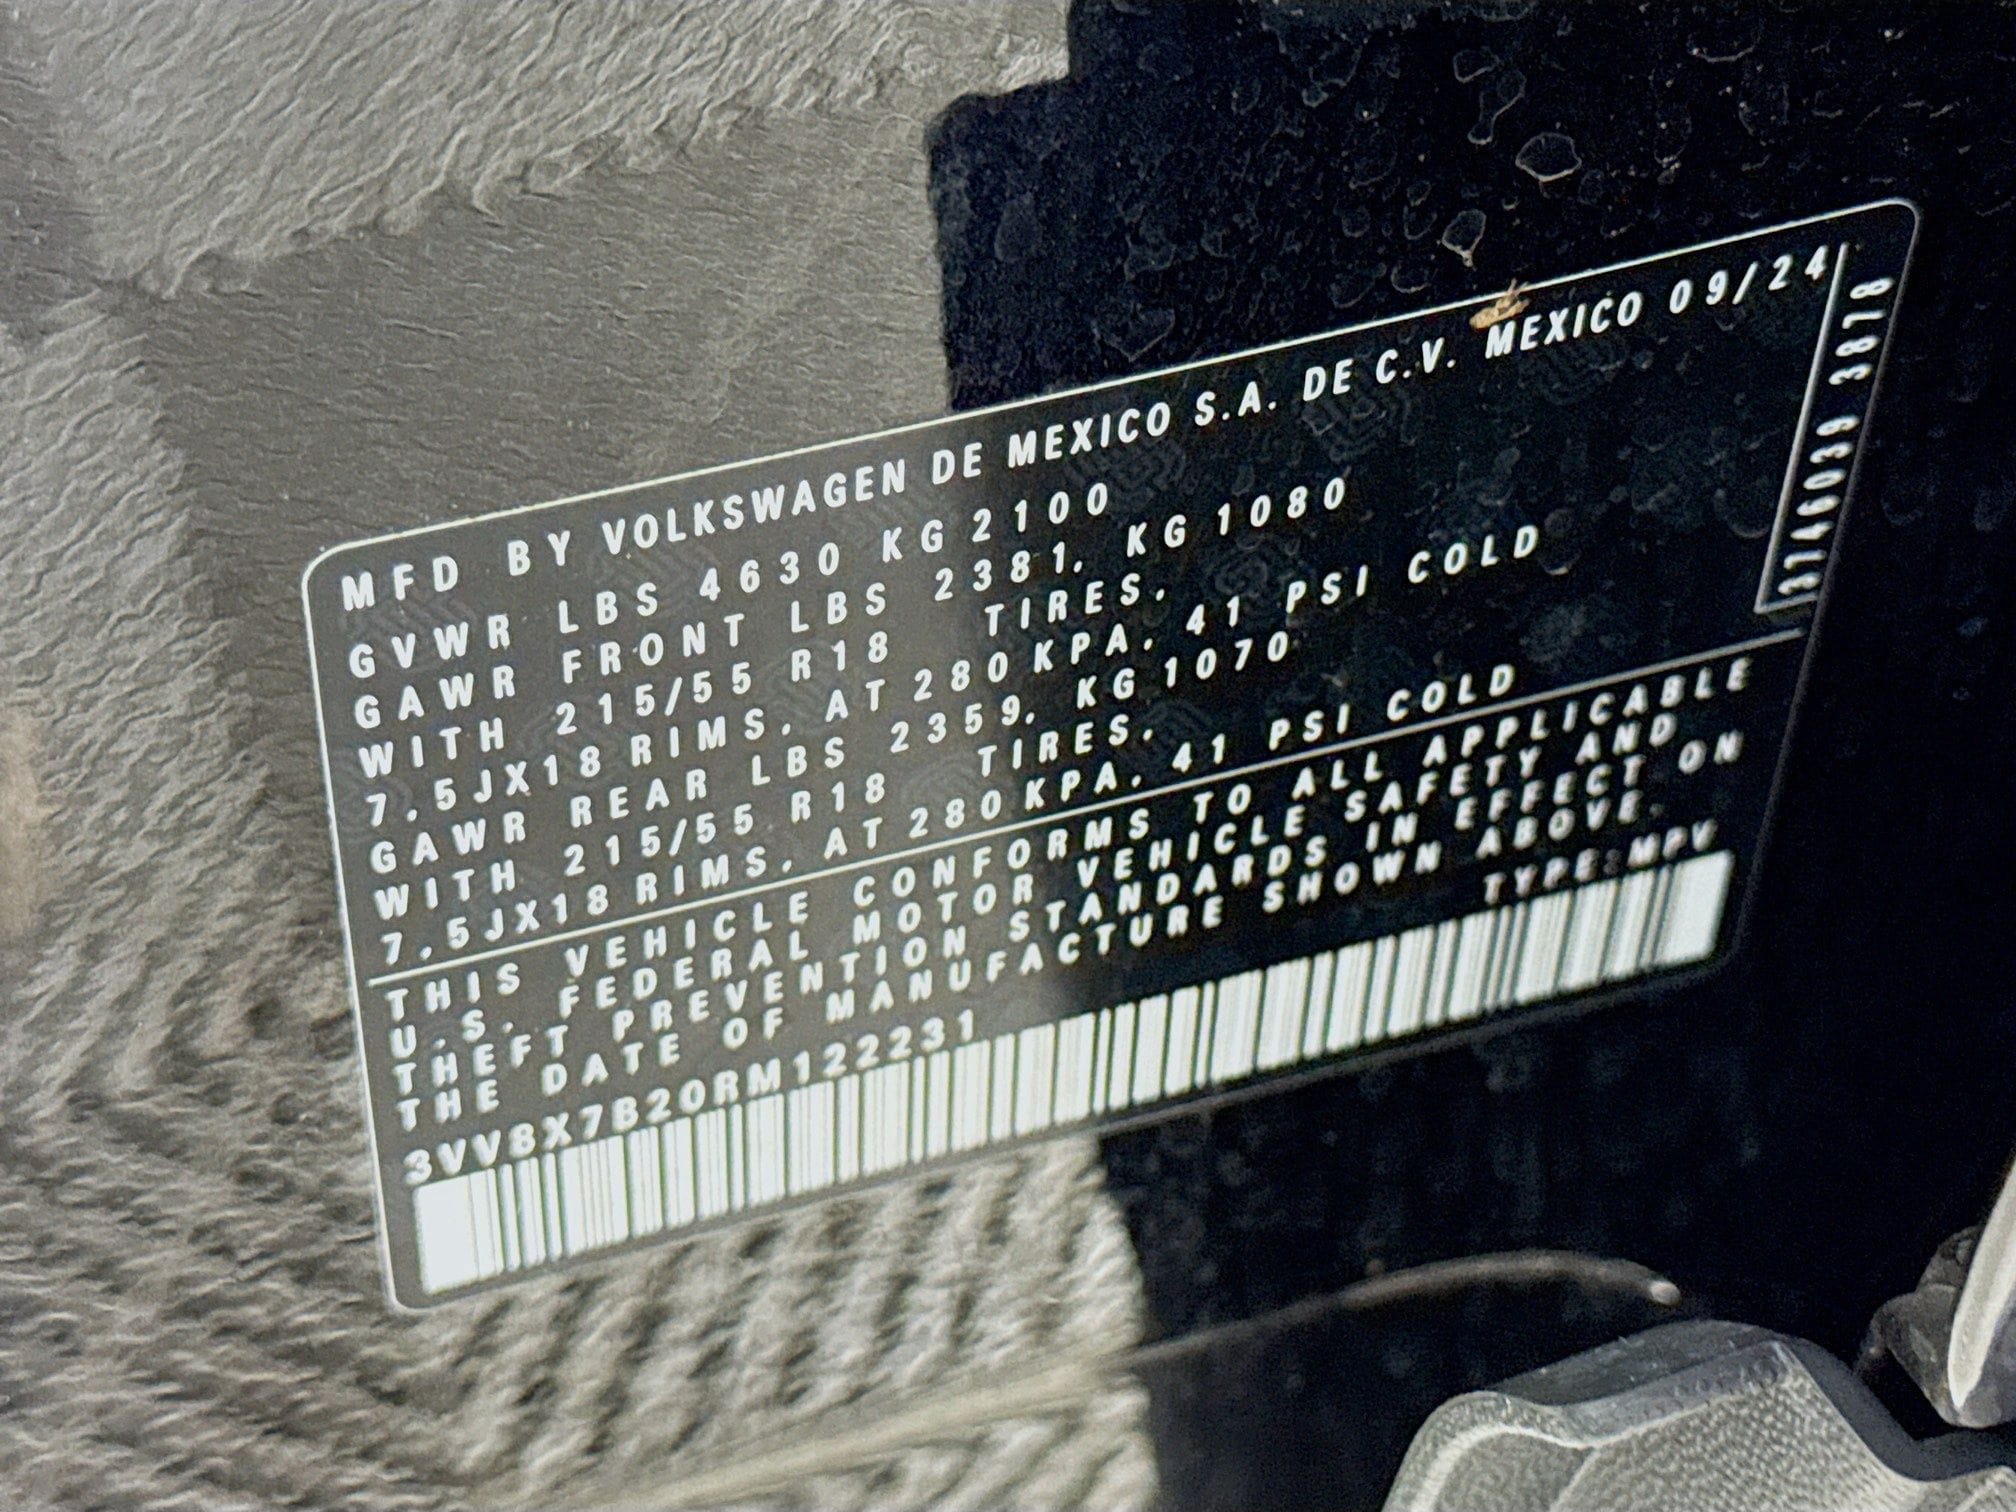 MFD BY VOLKSWAGEN DE MEXICO S.A. DE C.V. MEXICO 09/24
GVWR LBS 4630 KG 2100
GAWR FRONT LBS 2381, KG 1080
WITH 215/55 R18 TIRES,
7,5JX18 RIMS, AT 280 KPA, 41 PSI COLD
GAWR REAR LBS 2359, KG 1070
WITH 215/55 R18 TIRES,
7,5JX18 RIMS, AT 280 KPA, 41 PSI COLD
3746039 3878
THIS VEHICLE CONFORMS TO ALL APPLICABLE
U.S. FEDERAL MOTOR VEHICLE SAFETY AND
THEFT PREVENTION STANDARDS IN EFFECT ON
THE DATE OF MANUFACTURE SHOWN ABOVE.
3VV8X7B20RM122231 TYPE:MPV